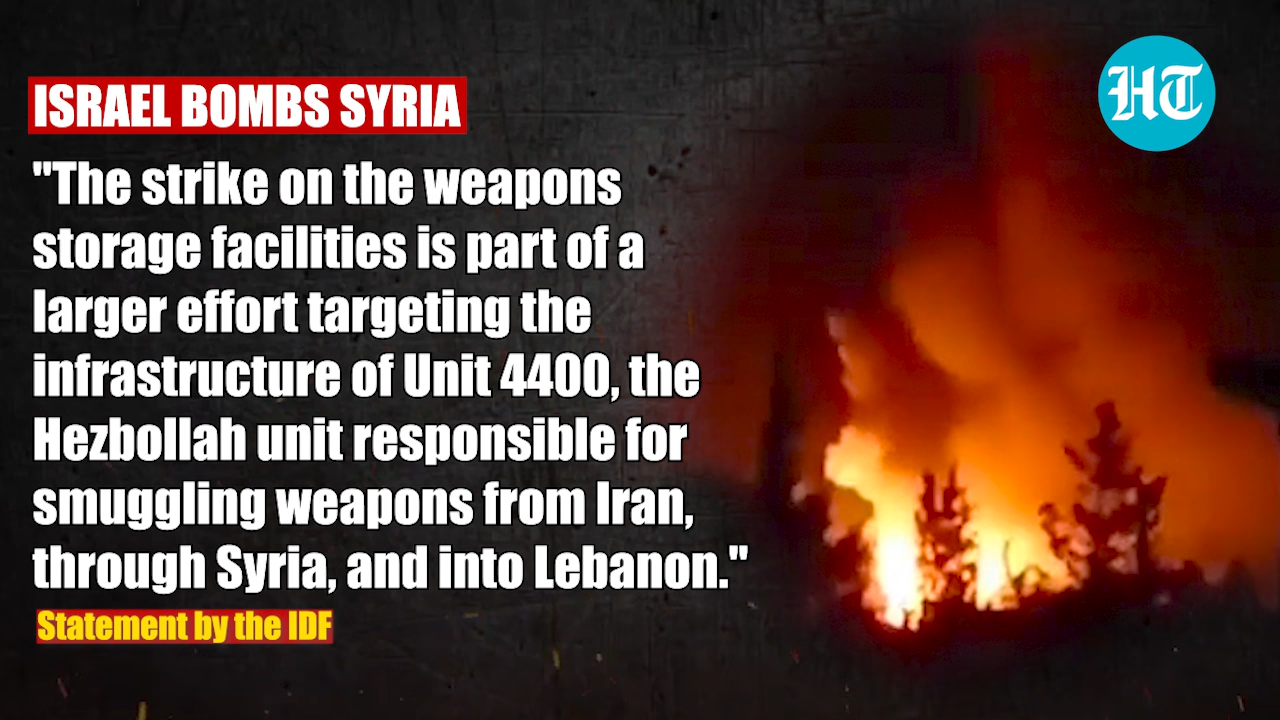 HT
ISRAEL BOMBS SYRIA
"The strike on the weapons
storage facilities is part of a
larger effort targeting the
infrastructure of Unit 4400, the
Hezbollah unit responsible for
smuggling weapons from Iran,
through Syria, and into Lebanon."
Statement by the IDF